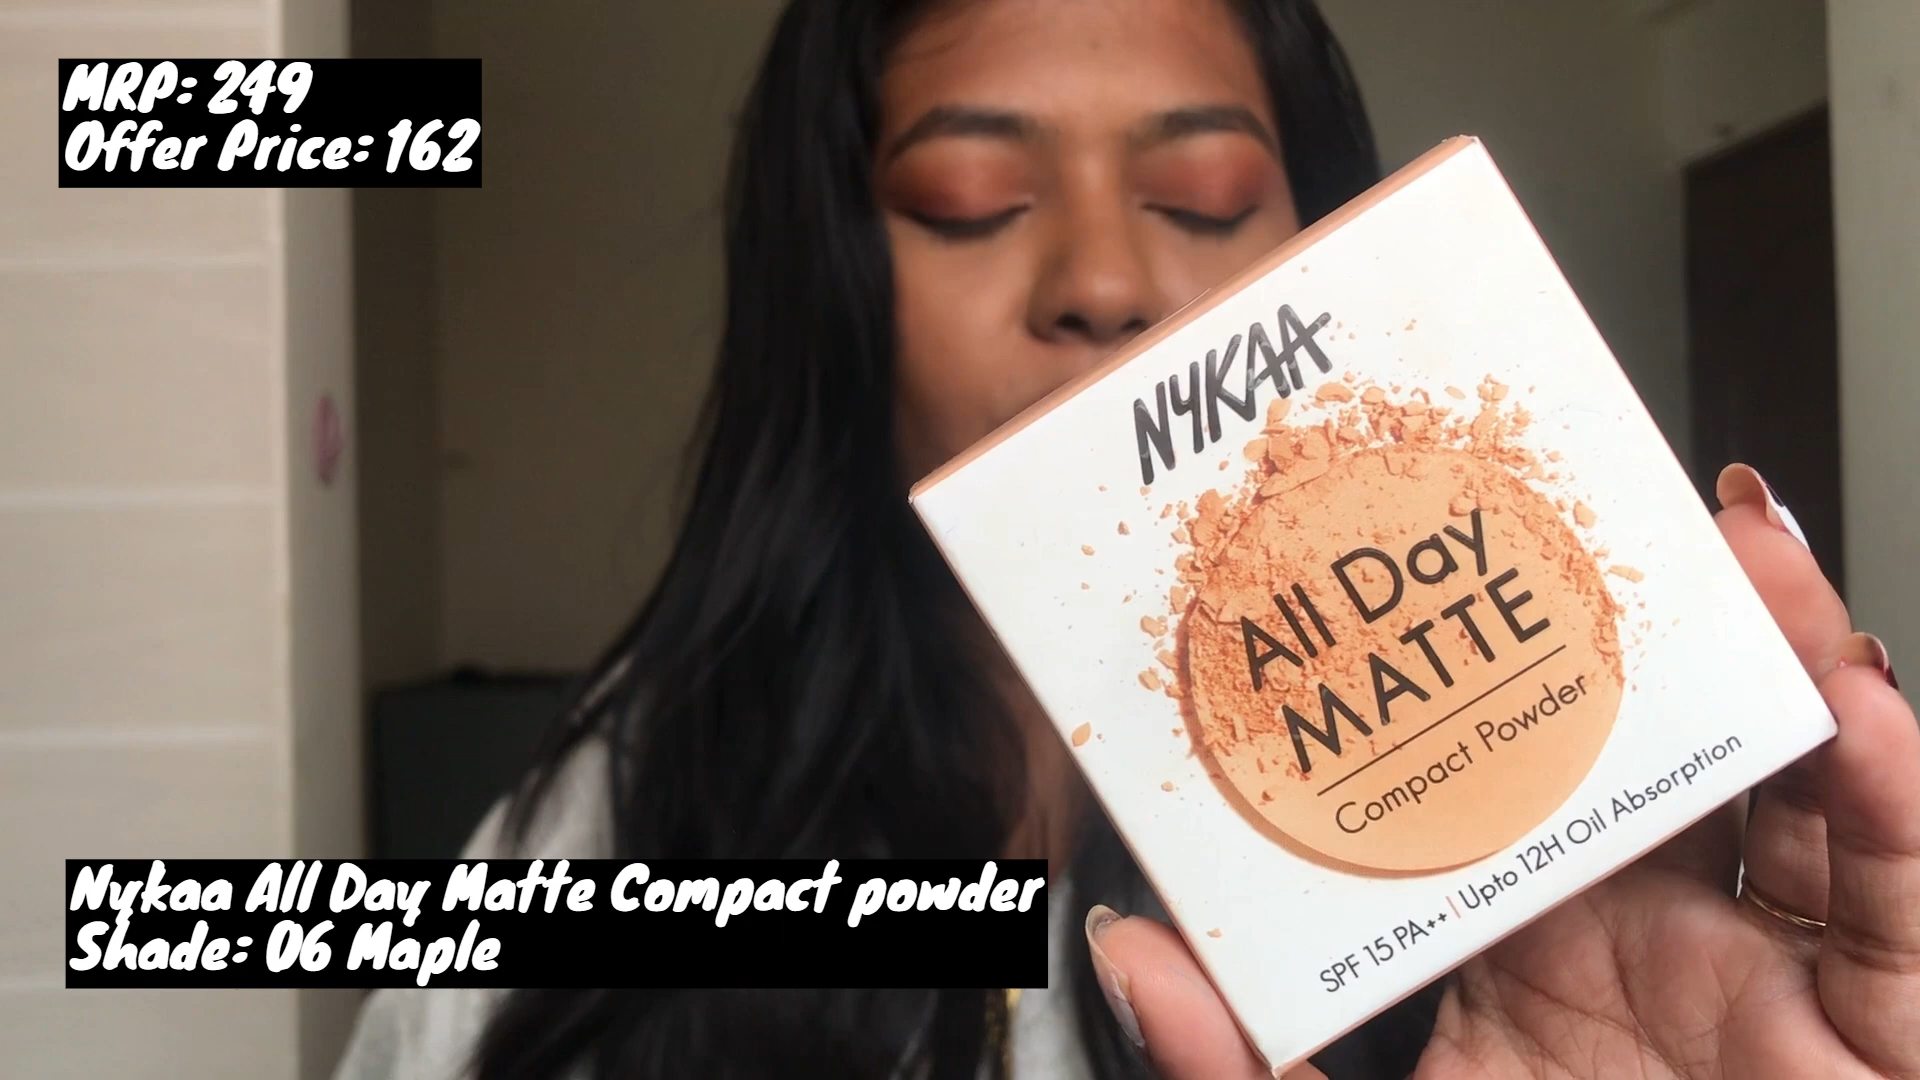 MRP: 249
Offer Price: 162
NYKAA
All Day
MATTE
Compact Powder
SPF 15 PA++ | Upto 12H Oil Absorption
Nykaa All Day Matte Compact powder
Shade: 06 Maple